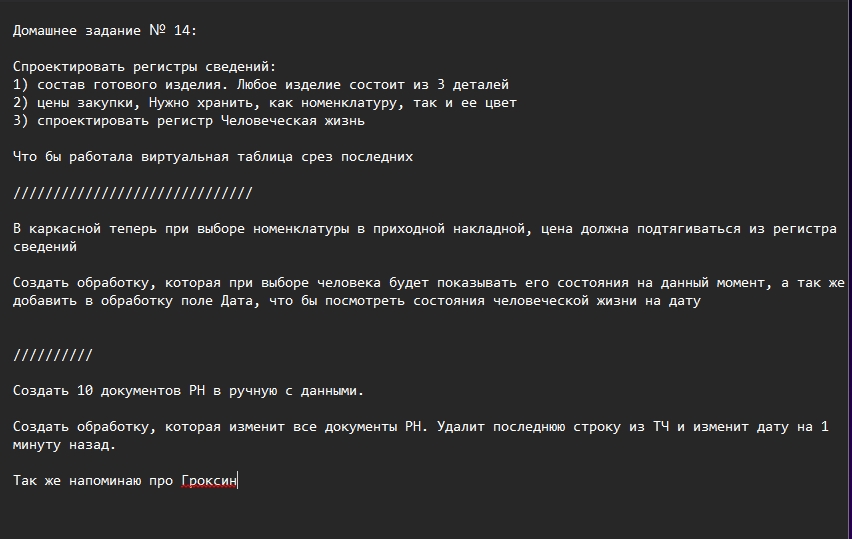 Домашнее задание № 14:
Спроектировать регистры сведений:
1) состав готового изделия. Любое изделие состоит из 3 деталей
2) цены закупки, Нужно хранить, как номенклатуру, так и ее цвет
3) спроектировать регистр Человеческая жизнь
Что бы работала виртуальная таблица срез последних
//////////////////////////////
В каркасной теперь при выборе номенклатуры в приходной накладной, цена должна подтягиваться из регистра
сведений
Создать обработку, которая при выборе человека будет показывать его состояния на данный момент, а так же
добавить в обработку поле Дата, что бы посмотреть состояния человеческой жизни на дату
//////////
Создать 10 документов РН в ручную с данными.
Создать обработку, которая изменит все документы РН. Удалит последнюю строку из ТЧ и изменит дату на 1
минуту назад.
Так же напоминаю про Гроксин